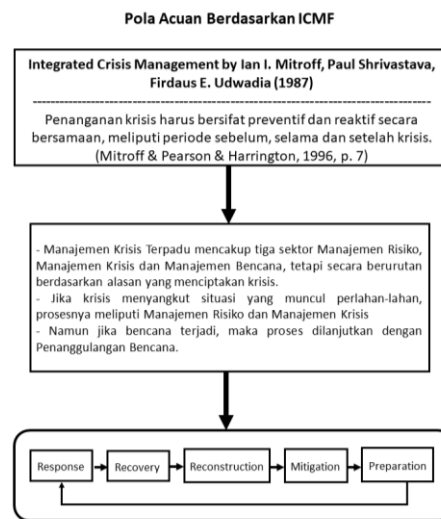 Pola Acuan Berdasarkan ICMF
Integrated Crisis Management by Ian I. Mitroff, Paul Shrivastava,
Firdaus E. Udwadia (1987)
--------------------------------------------------------------------------------
Penanganan krisis harus bersifat preventif dan reaktif secara
bersamaan, meliputi periode sebelum, selama dan setelah krisis.
(Mitroff & Pearson & Harrington, 1996, p. 7)
- Manajemen Krisis Terpadu mencakup tiga sektor Manajemen Risiko,
Manajemen Krisis dan Manajemen Bencana, tetapi secara berurutan
berdasarkan alasan yang menciptakan krisis.
- Jika krisis menyangkut situasi yang muncul perlahan-lahan,
prosesnya meliputi Manajemen Risiko dan Manajemen Krisis
- Namun jika bencana terjadi, maka proses dilanjutkan dengan
Penanggulangan Bencana.
Response
Recovery
Reconstruction
Mitigation
Preparation